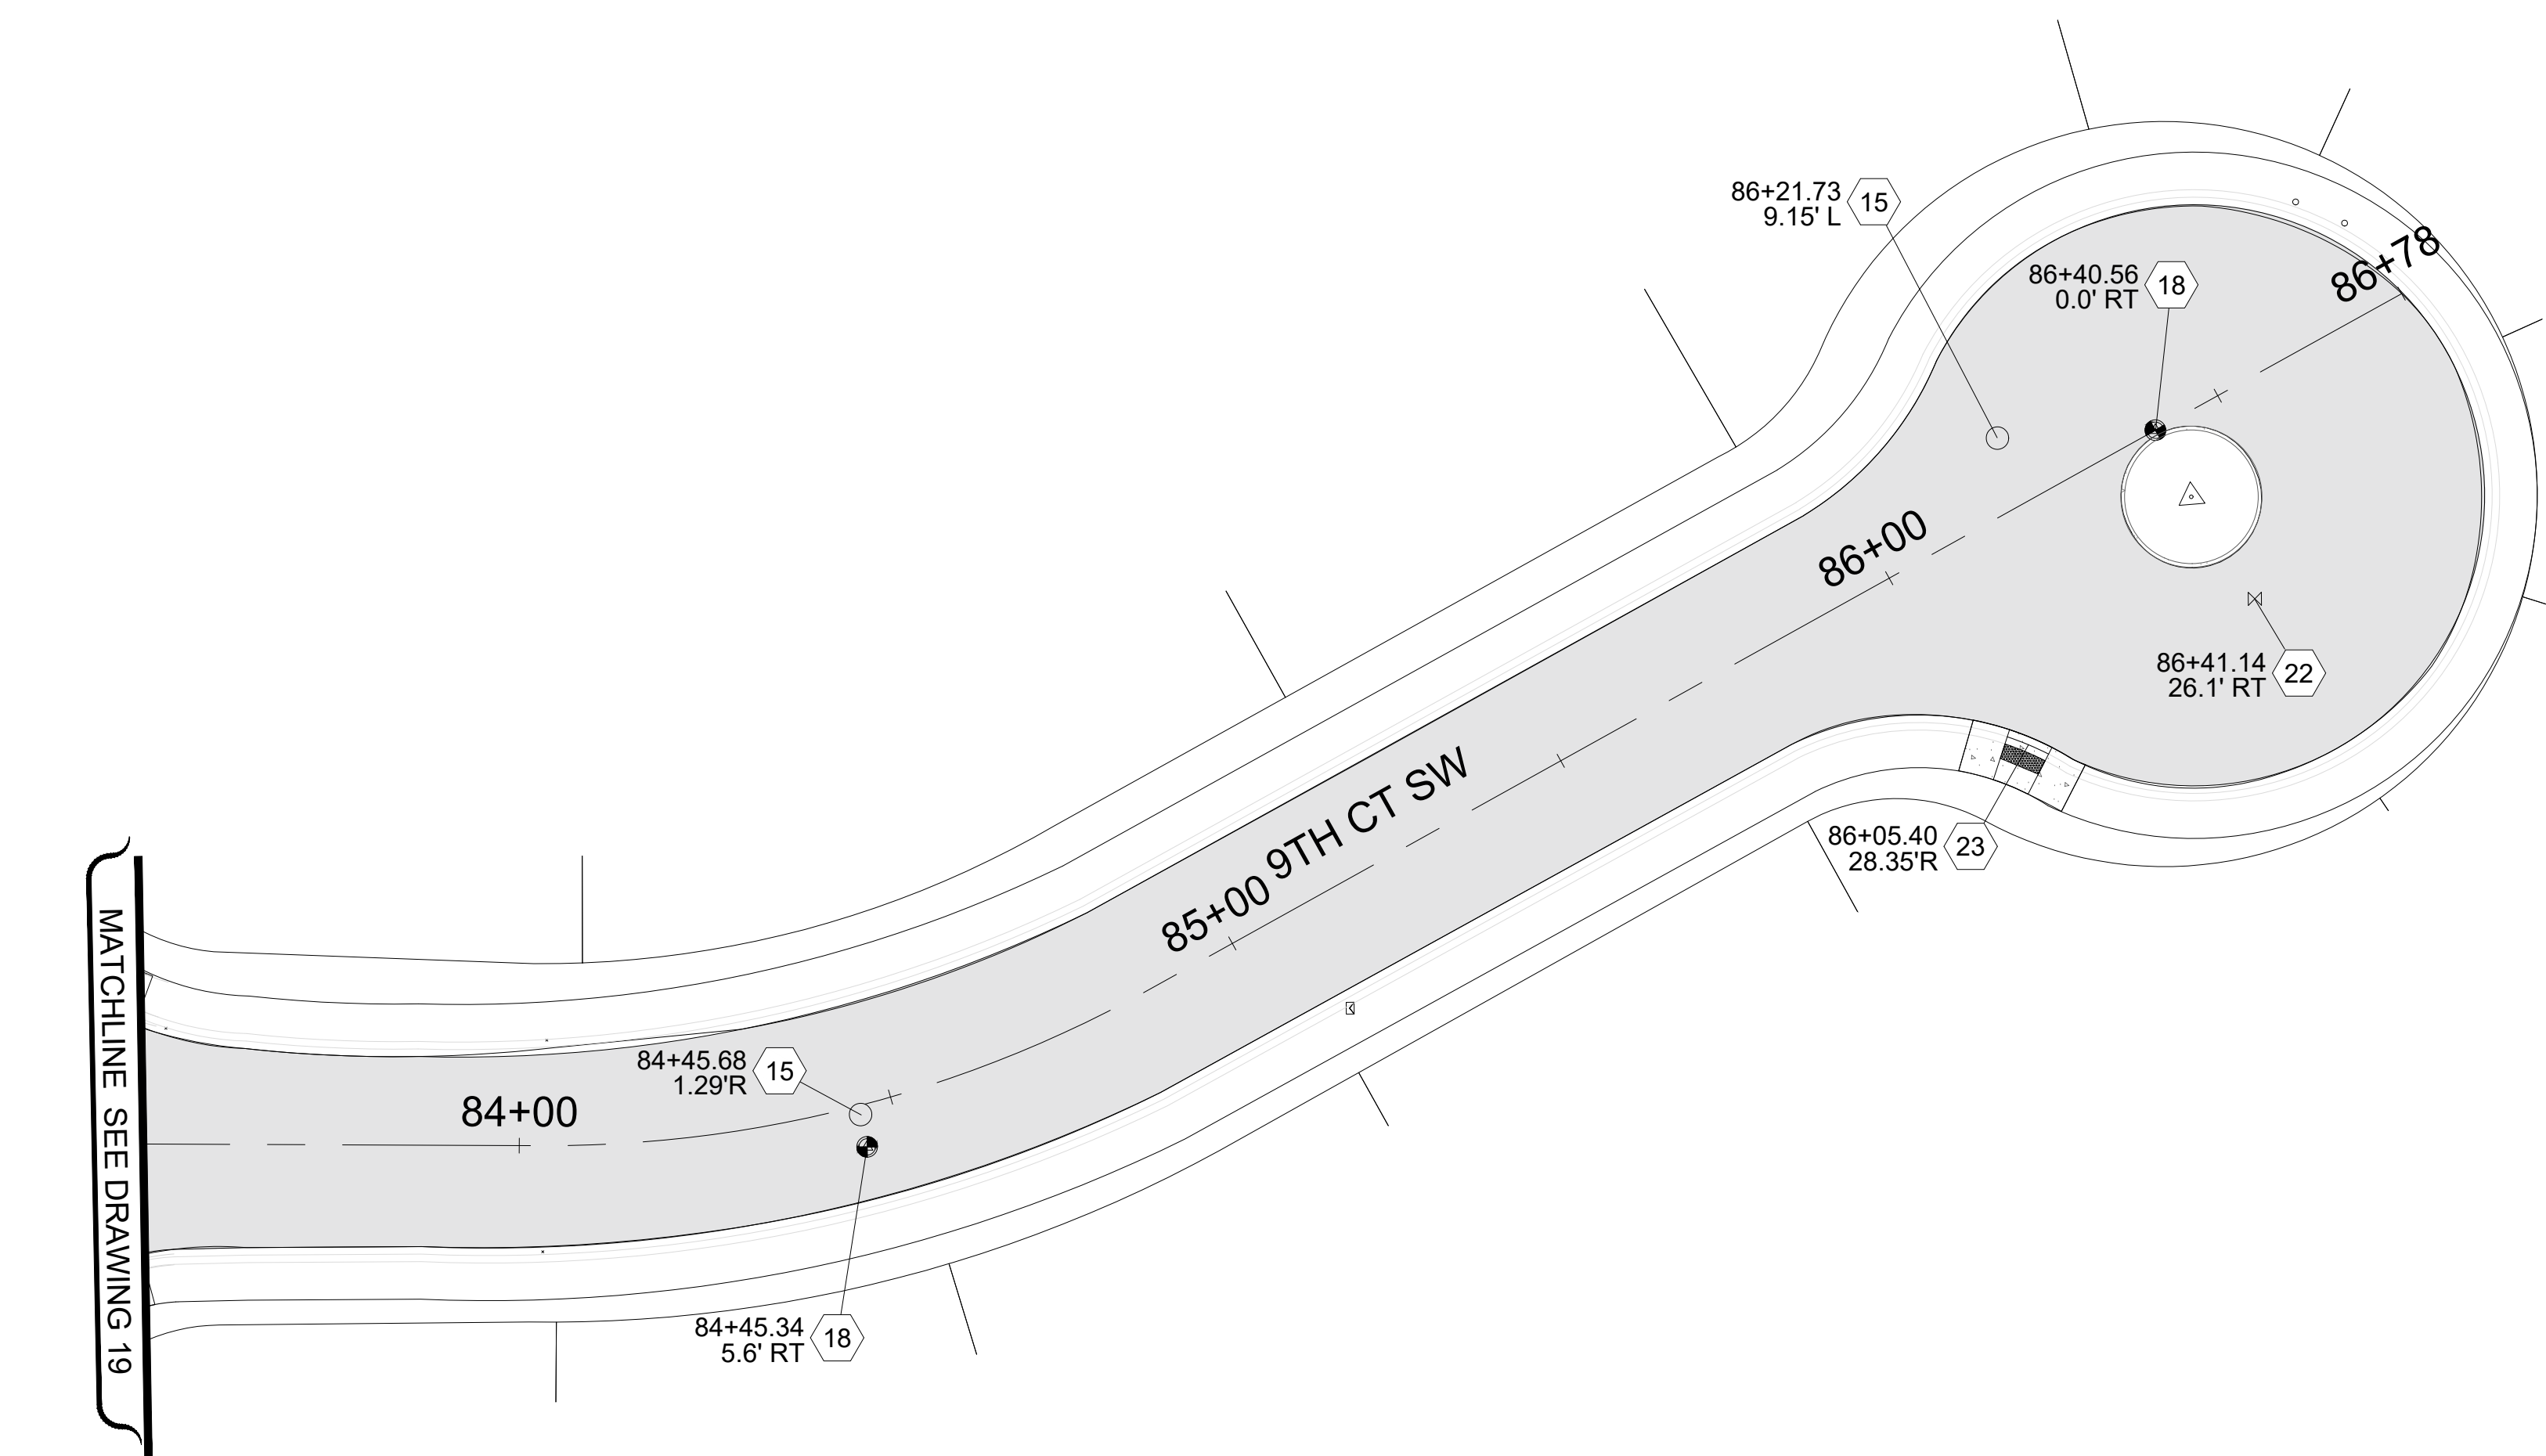 86+21.73
9.15' L
15
86+40.56
0.0' RT
18
86+78
86+00
86+41.14
26.1' RT
22
86+05.40
28.35'R
23
9TH CT SW
85+00
84+45.68
1.29'R
15
84+00
84+45.34
5.6' RT
18
MATCHLINE SEE DRAWING 19